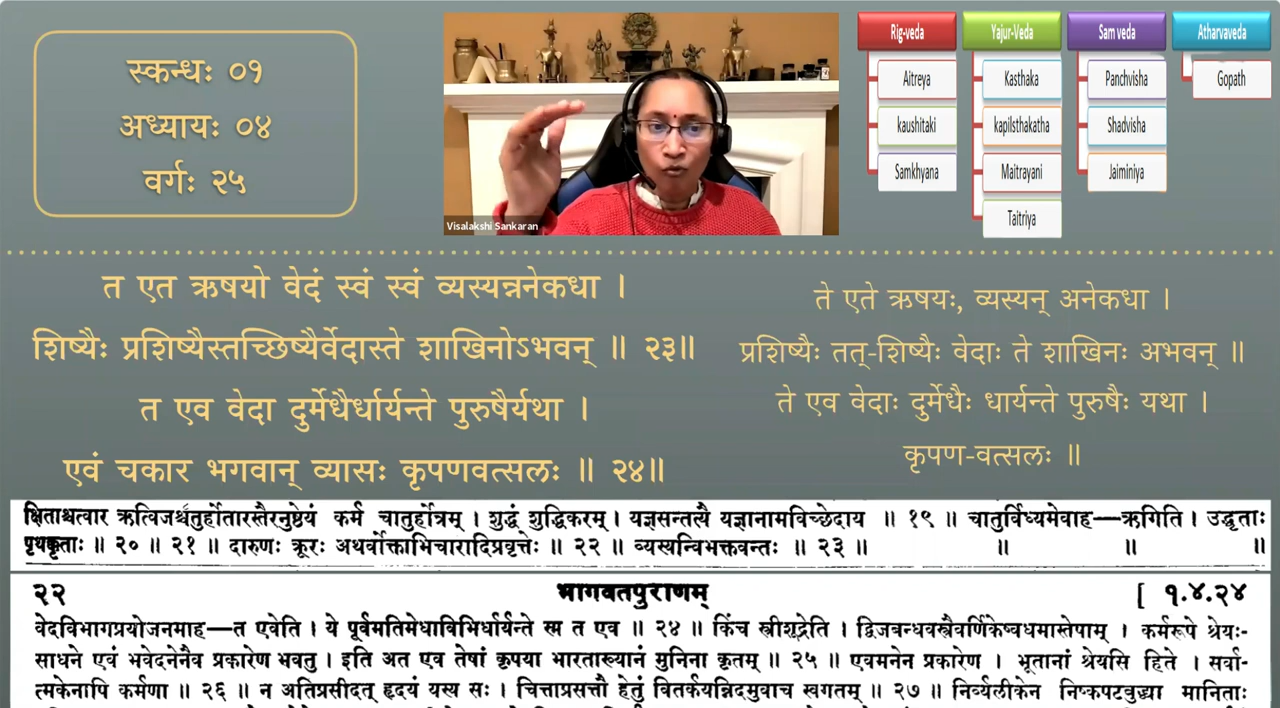 स्कन्धः ०१
अध्यायः ०४
वर्गः २५
Visalakshi Sankaran
Rig-veda
Aitreya
kaushitaki
Samkhyana
Yajur-Veda
Kasthaka
kapilsthakatha
Maitrayani
Taitriya
Sam veda
Panchvisha
Shadvisha
Jaiminiya
Atharvaveda
Gopath
त एत ऋषयो वेदं स्वं स्वं व्यस्यन्ननेकधा ।
शिष्यैः प्रशिष्यैस्तच्छिष्यैर्वेदास्ते शाखिनोऽभवन् ॥ २३॥
त एव वेदा दुर्मेधैर्धार्यन्ते पुरुषैर्यथा ।
एवं चकार भगवान् व्यासः कृपणवत्सलः ॥ २४॥
ते एते ऋषयः, व्यस्यन् अनेकधा ।
प्रशिष्यैः तत्-शिष्यैः वेदाः ते शाखिनः अभवन् ॥
ते एव वेदाः दुर्मेधैः धार्यन्ते पुरुषैः यथा ।
कृपण-वत्सलः ॥
क्षिताश्चत्वार ऋत्विजश्चतुर्होतारस्तैरनुष्ठेयं कर्म चातुर्होत्रम् । शुद्धं शुद्धिकरम् । यज्ञसन्तत्यै यज्ञानामविच्छेदाय ॥ १९ ॥ चातुर्विध्यमेवाह—ऋगिति । उद्धृताः
पृथक्कृताः ॥ २० ॥ २१ ॥ दारुणः क्रूरः अथर्वोक्ताभिचारादिप्रवृत्तेः ॥ २२ ॥ व्यस्यन्विभक्तवन्तः ॥ २३ ॥ ॥ ॥ ॥
२२ भागवतपुराणम् [ १.४.२४
वेदविभागप्रयोजनमाह—त एवेति । ये पूर्वमतिमेधाविभिर्धार्यन्ते स्म त एव ॥ २४ ॥ किंच स्त्रीशूद्रेति । द्विजबन्धवस्त्रैवर्णिकेष्वधमास्तेषाम् । कर्मरूपे श्रेयः-
साधने एवं भवेदनेनैव प्रकारेण भवतु । इति अत एव तेषां कृपया भारताख्यानं मुनिना कृतम् ॥ २५ ॥ एवमनेन प्रकारेण । भूतानां श्रेयसि हिते । सर्वा-
त्मकेनापि कर्मणा ॥ २६ ॥ न अतिप्रसीदत् हृदयं यस्य सः । चित्ताप्रसत्तौ हेतुं वितर्कयन्निदमुवाच स्वगतम् ॥ २७ ॥ निर्व्यलीकेन निष्कपटबुद्ध्या मानिताः